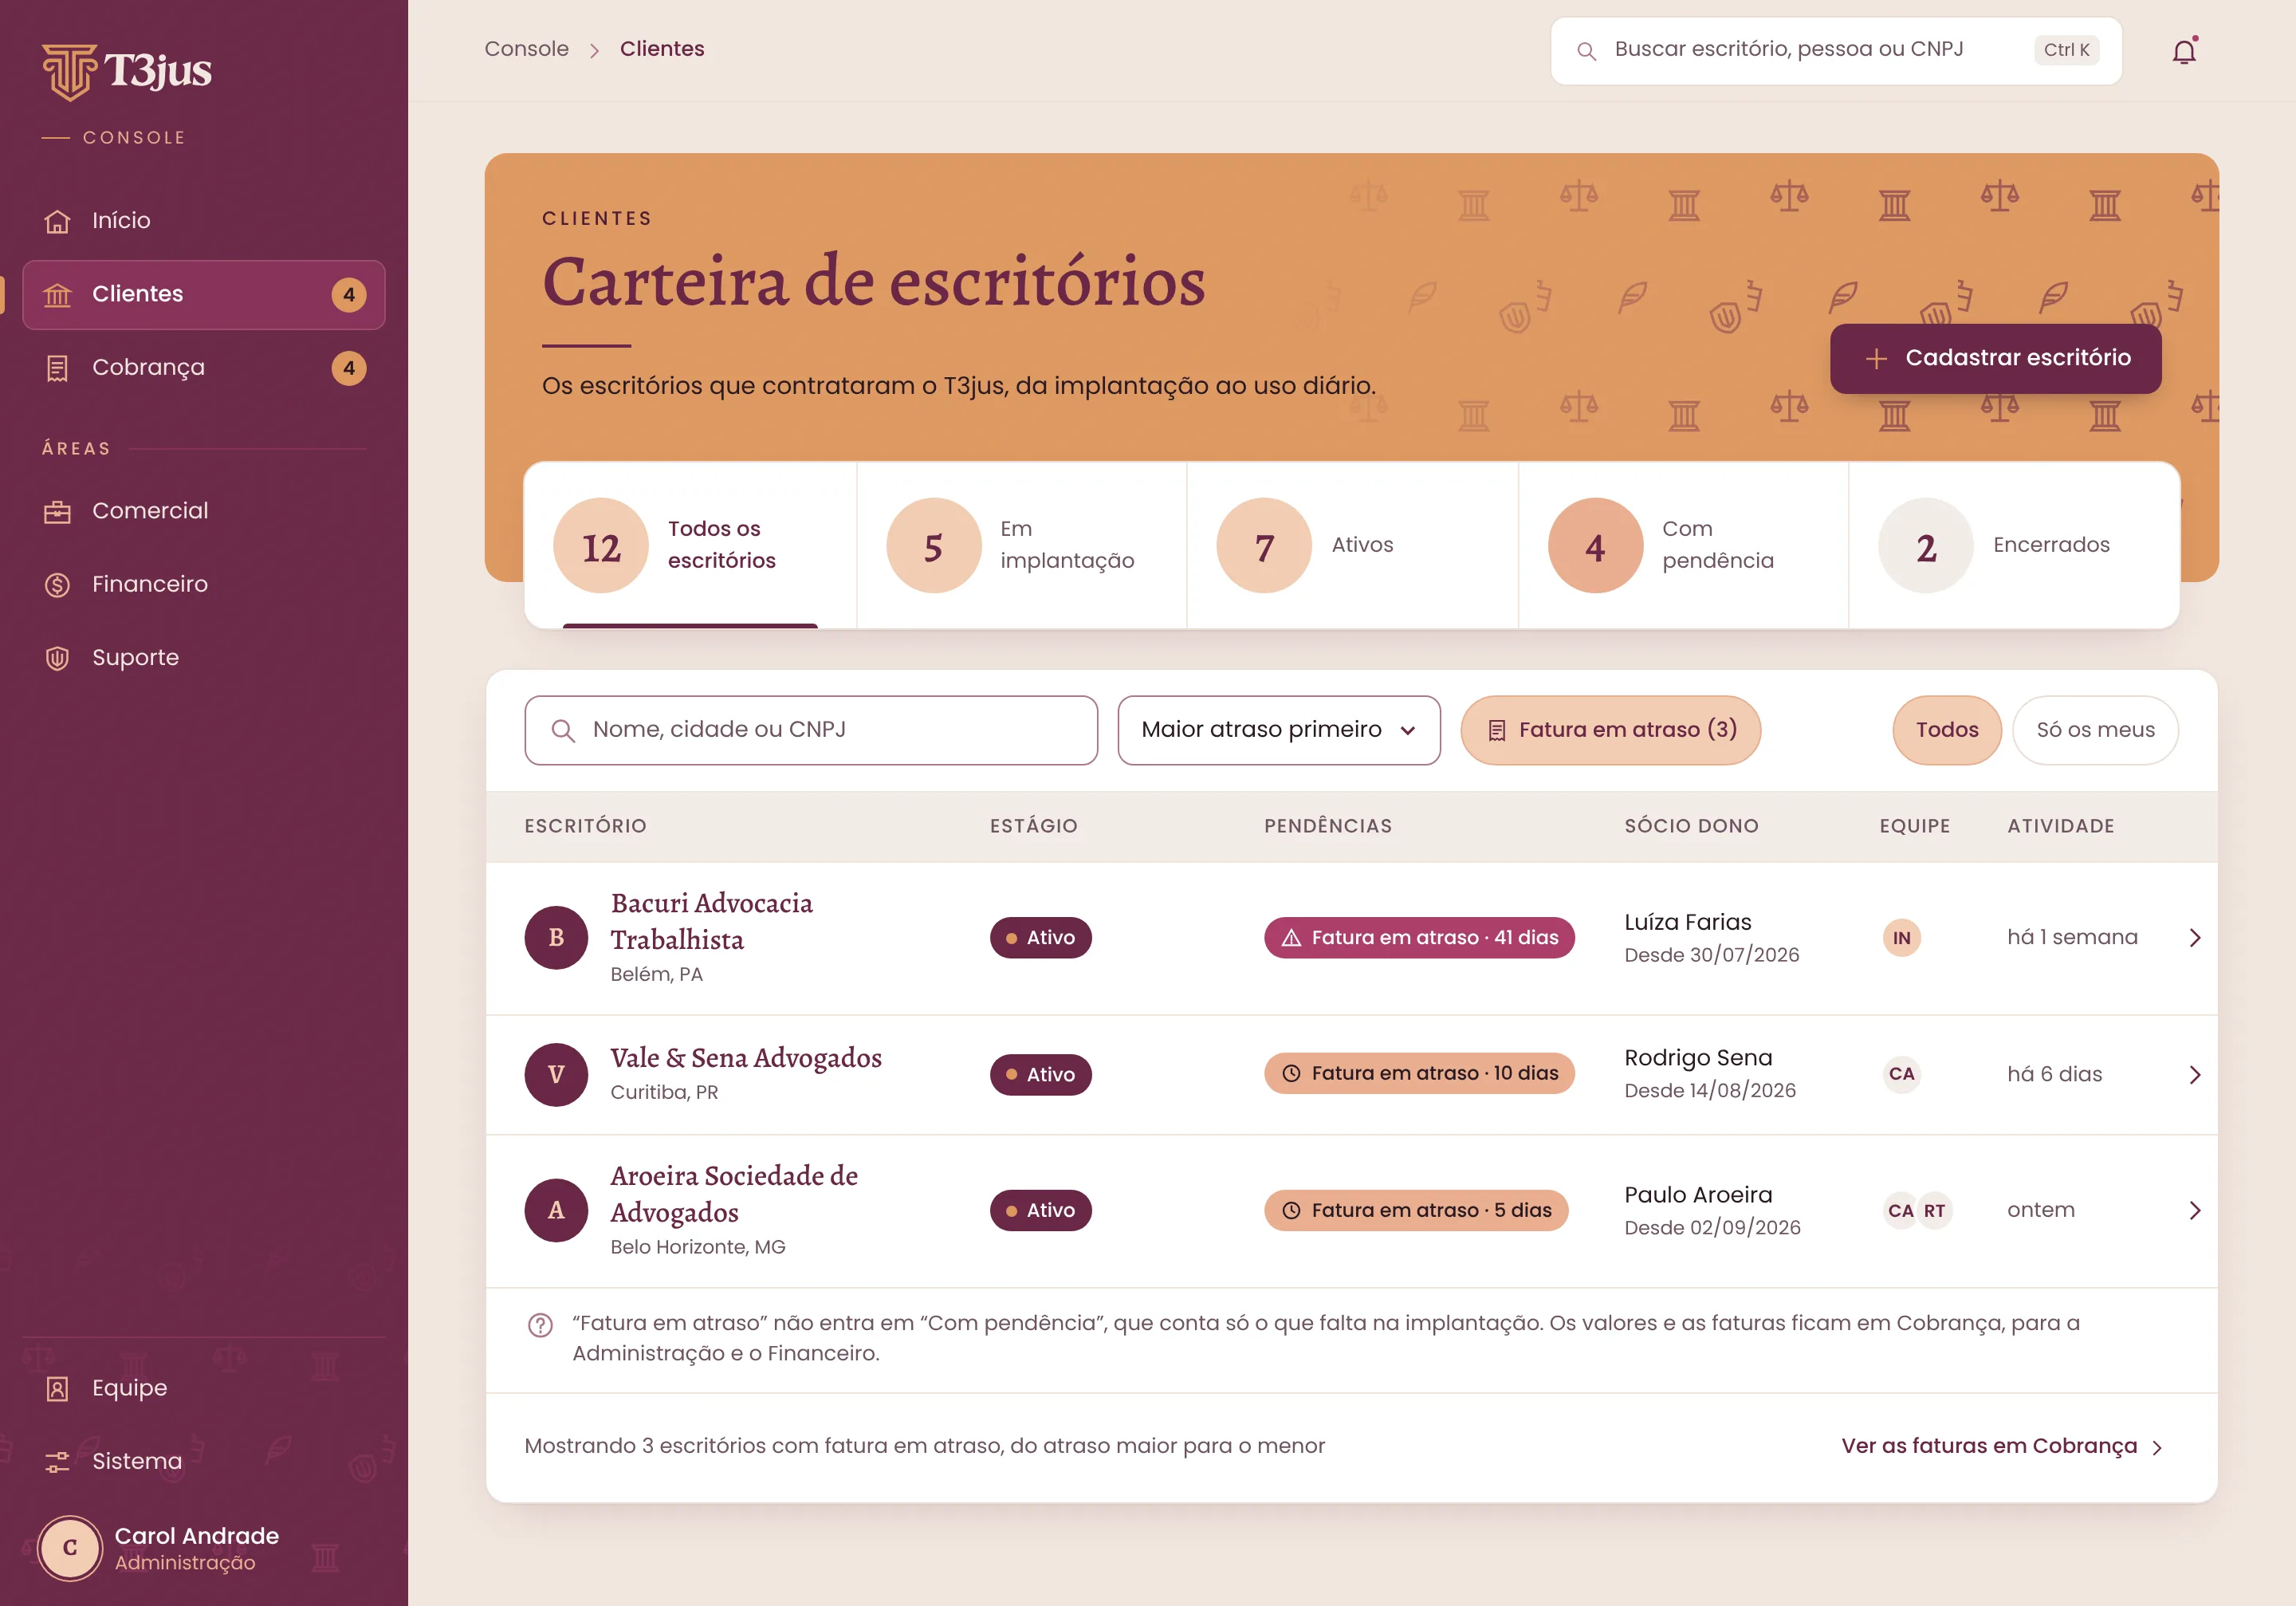 T3jus
CONSOLE
Início
Clientes
4
Cobrança
4
ÁREAS
Comercial
Financeiro
Suporte
Equipe
Sistema
C
Carol Andrade
Administração
Console
Clientes
Buscar escritório, pessoa ou CNPJ
Ctrl K
CLIENTES
Carteira de escritórios
Os escritórios que contrataram o T3jus, da implantação ao uso diário.
Cadastrar escritório
12
Todos os
escritórios
5
Em
implantação
7
Ativos
4
Com
pendência
2
Encerrados
Nome, cidade ou CNPJ
Maior atraso primeiro
Fatura em atraso (3)
Todos
Só os meus
ESCRITÓRIO
ESTÁGIO
PENDÊNCIAS
SÓCIO DONO
EQUIPE
ATIVIDADE
B
Bacuri Advocacia
Trabalhista
Belém, PA
Ativo
Fatura em atraso · 41 dias
Luíza Farias
Desde 30/07/2026
IN
há 1 semana
V
Vale & Sena Advogados
Curitiba, PR
Ativo
Fatura em atraso · 10 dias
Rodrigo Sena
Desde 14/08/2026
CA
há 6 dias
A
Aroeira Sociedade de
Advogados
Belo Horizonte, MG
Ativo
Fatura em atraso · 5 dias
Paulo Aroeira
Desde 02/09/2026
CA
RT
ontem
“Fatura em atraso” não entra em “Com pendência”, que conta só o que falta na implantação. Os valores e as faturas ficam em Cobrança, para a
Administração e o Financeiro.
Mostrando 3 escritórios com fatura em atraso, do atraso maior para o menor
Ver as faturas em Cobrança